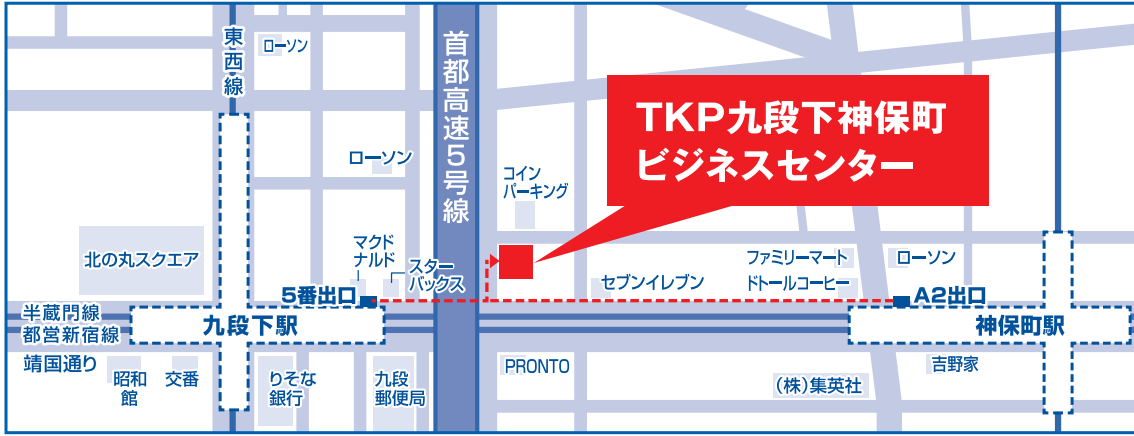 東西線
ローソン
首都高速5号線
TKP九段下神保町
ビジネスセンター
ローソン
コイン
パーキング
北の丸スクエア
マクド
ナルド
スター
バックス
ファミリーマート
ローソン
セブンイレブン
ドトールコーヒー
5番出口
A2出口
半蔵門線
都営新宿線
九段下駅
神保町駅
靖国通り
昭和
館
交番
りそな
銀行
九段
郵便局
PRONTO
(株)集英社
吉野家